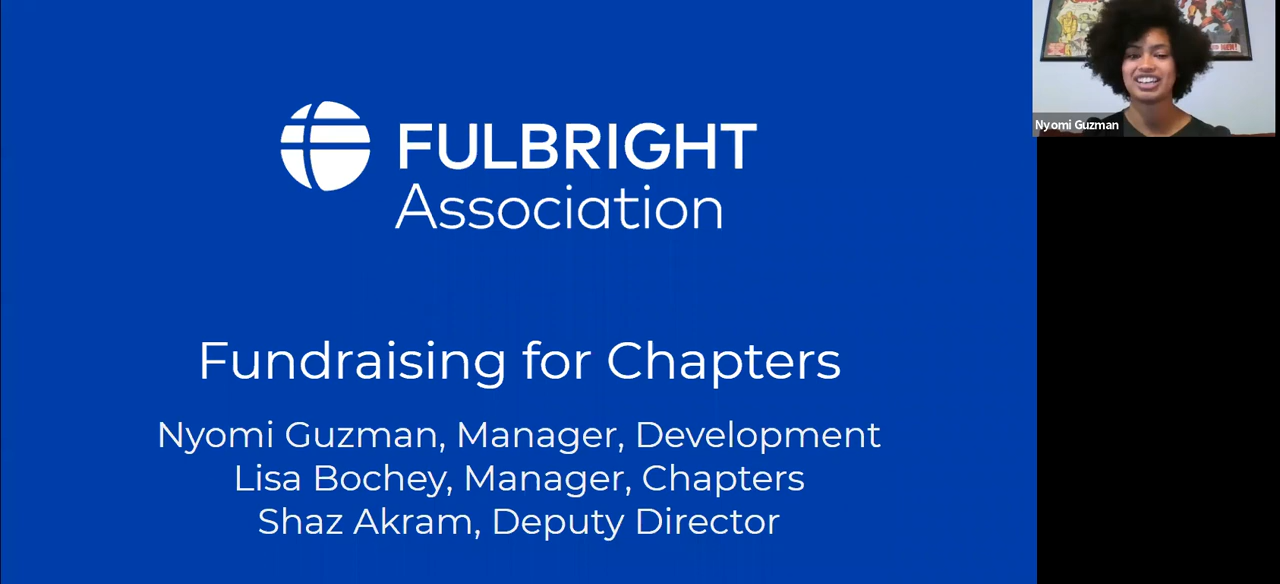 FULBRIGHT
Association
Fundraising for Chapters
Nyomi Guzman, Manager, Development
Lisa Bochey, Manager, Chapters
Shaz Akram, Deputy Director
Nyomi Guzman